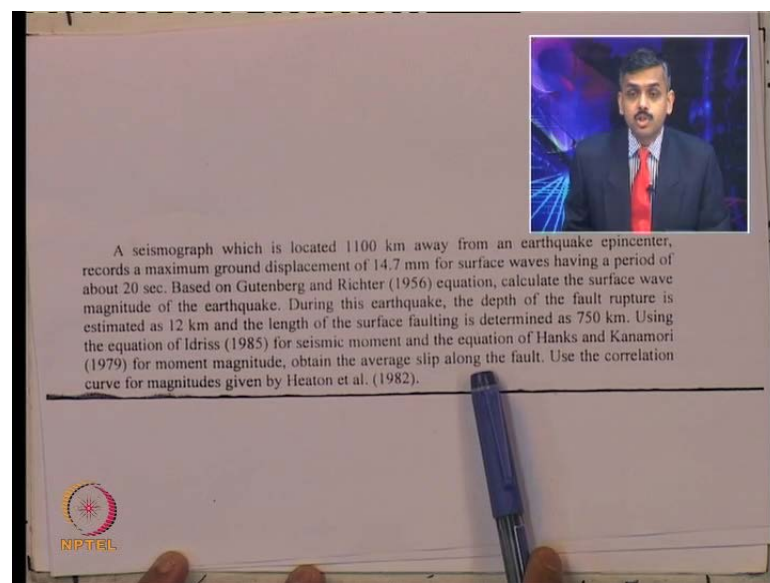 A seismograph which is located 1100 km away from an earthquake epincenter,
records a maximum ground displacement of 14.7 mm for surface waves having a period of
about 20 sec. Based on Gutenberg and Richter (1956) equation, calculate the surface wave
magnitude of the earthquake. During this earthquake, the depth of the fault rupture is
estimated as 12 km and the length of the surface faulting is determined as 750 km. Using
the equation of Idriss (1985) for seismic moment and the equation of Hanks and Kanamori
(1979) for moment magnitude, obtain the average slip along the fault. Use the correlation
curve for magnitudes given by Heaton et al. (1982).
NPTEL